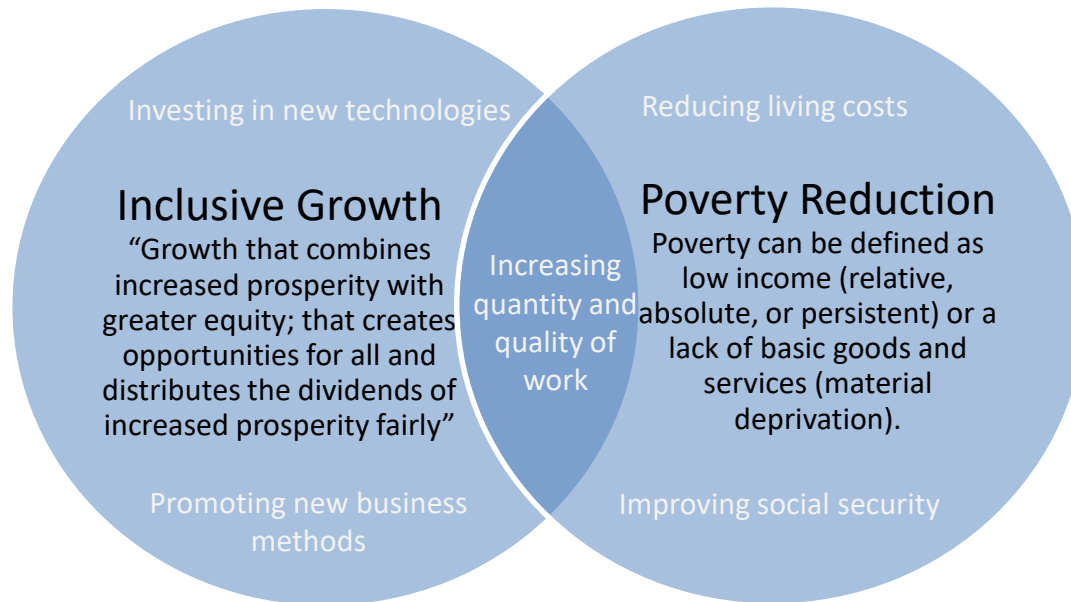 Investing in new technologies
Inclusive Growth
“Growth that combines
increased prosperity with
greater equity; that creates
opportunities for all and
distributes the dividends of
increased prosperity fairly”
Promoting new business
methods
Increasing
quantity and
quality of
work
Reducing living costs
Poverty Reduction
Poverty can be defined as
low income (relative,
absolute, or persistent) or a
lack of basic goods and
services (material
deprivation).
Improving social security